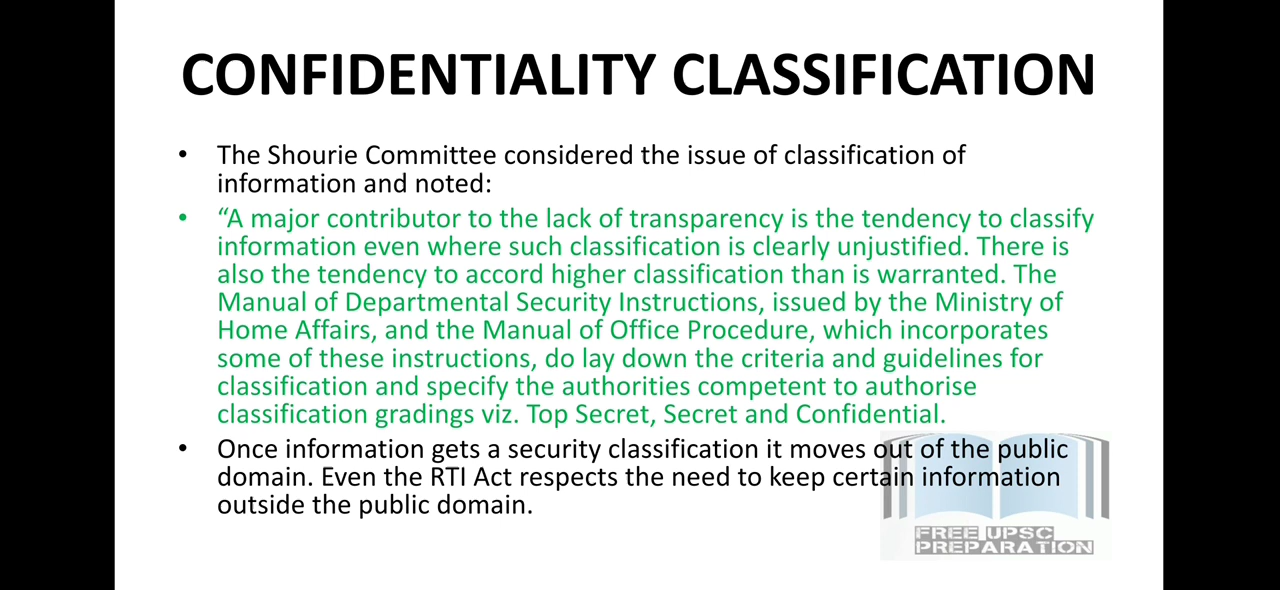 CONFIDENTIALITY CLASSIFICATION
• The Shourie Committee considered the issue of classification of
information and noted:
• “A major contributor to the lack of transparency is the tendency to classify
information even where such classification is clearly unjustified. There is
also the tendency to accord higher classification than is warranted. The
Manual of Departmental Security Instructions, issued by the Ministry of
Home Affairs, and the Manual of Office Procedure, which incorporates
some of these instructions, do lay down the criteria and guidelines for
classification and specify the authorities competent to authorise
classification gradings viz. Top Secret, Secret and Confidential.
• Once information gets a security classification it moves out of the public
domain. Even the RTI Act respects the need to keep certain information
outside the public domain.
FREE UPSC
PREPARATION